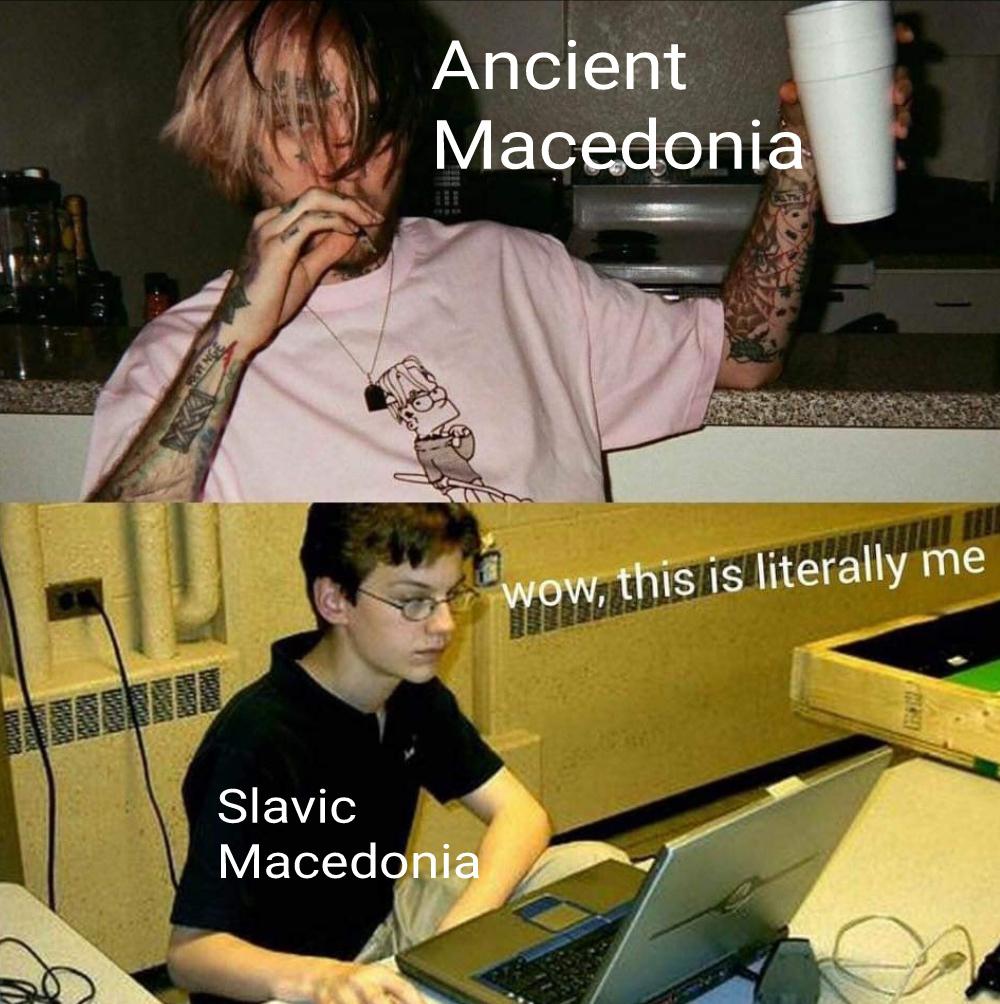 Ancient
Macedonia
wow, this is literally me
Slavic
Macedonia